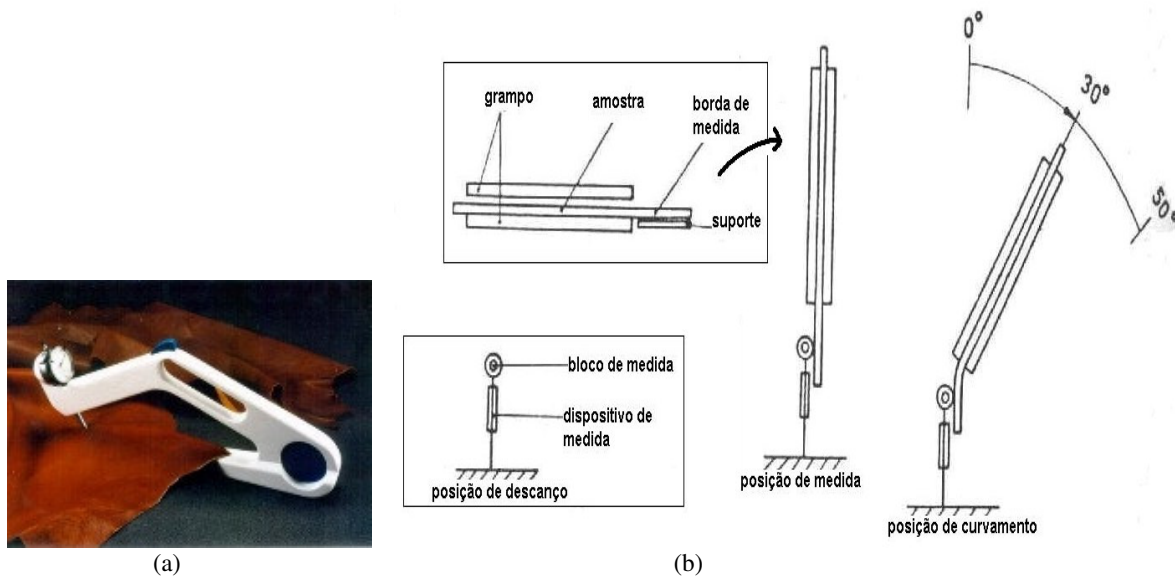 grampo
amostra
borda de
medida
suporte
0°
30°
50°
bloco de medida
dispositivo de
medida
posição de descanço
posição de medida
posição de curvamento
(a)
(b)